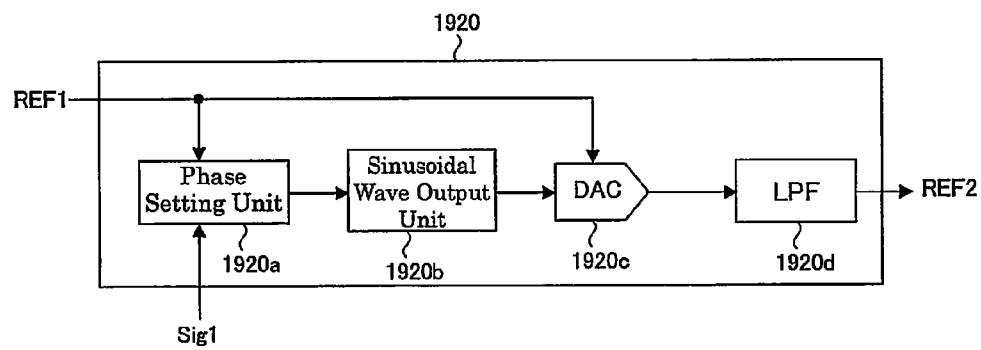 1920
REF1
Phase
Setting Unit
Sinusoidal
Wave Output
Unit
DAC
LPF
REF2
1920a
1920b
1920c
1920d
Sig1